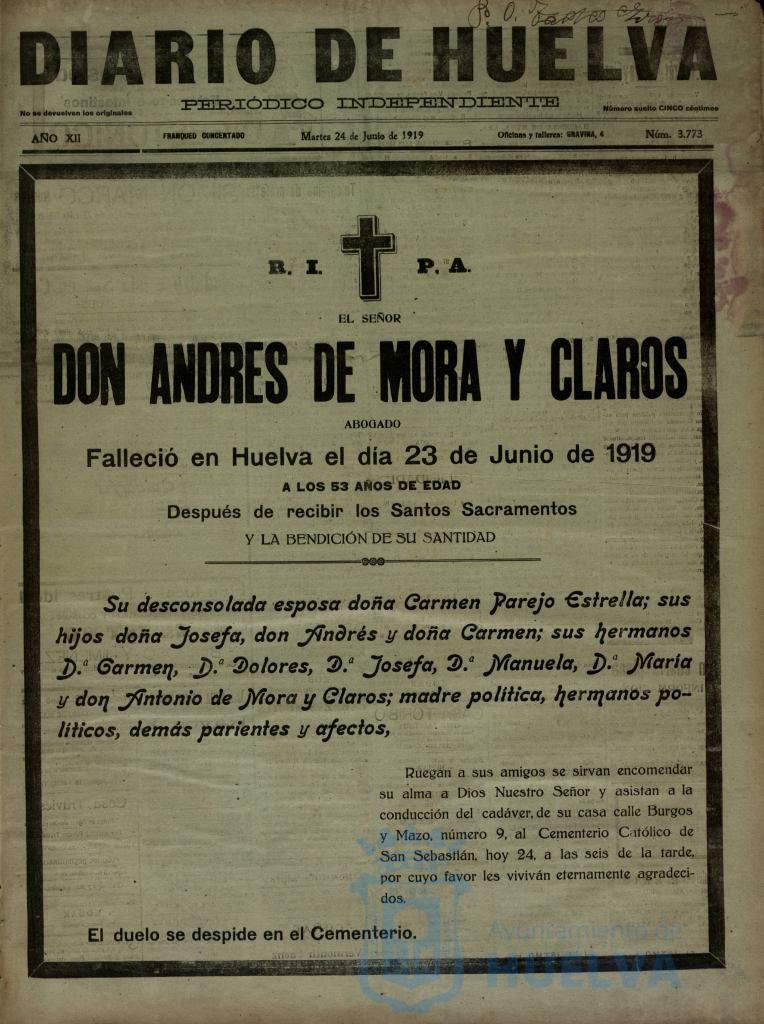 DIARIO DE HUELVA
PERIÓDICO INDEPENDIENTE
No se devuelven los originales
Número suelto CINCO céntimos
AÑO XII
FRANQUEO CONCERTADO
Martes 24 de Junio de 1919
Oficinas y talleres: GRAVINA, 4
Núm. 3.773
R. I. P. A.
EL SEÑOR
DON ANDRES DE MORA Y CLAROS
ABOGADO
Falleció en Huelva el día 23 de Junio de 1919
A LOS 53 AÑOS DE EDAD
Después de recibir los Santos Sacramentos
Y LA BENDICIÓN DE SU SANTIDAD
Su desconsolada esposa doña Carmen Parejo Estrella; sus
hijos doña Josefa, don Andrés y doña Carmen; sus hermanos
D.ª Carmen, D.ª Dolores, D.ª Josefa, D.ª Manuela, D.ª María
y don Antonio de Mora y Claros; madre política, hermanos po-
líticos, demás parientes y afectos,
Ruegan a sus amigos se sirvan encomendar
su alma a Dios Nuestro Señor y asistan a la
conducción del cadáver, de su casa calle Burgos
y Mazo, número 9, al Cementerio Católico de
San Sebastián, hoy 24, a las seis de la tarde,
por cuyo favor les viviván eternamente agradeci-
dos.
El duelo se despide en el Cementerio.
Ayuntamiento de
HUELVA